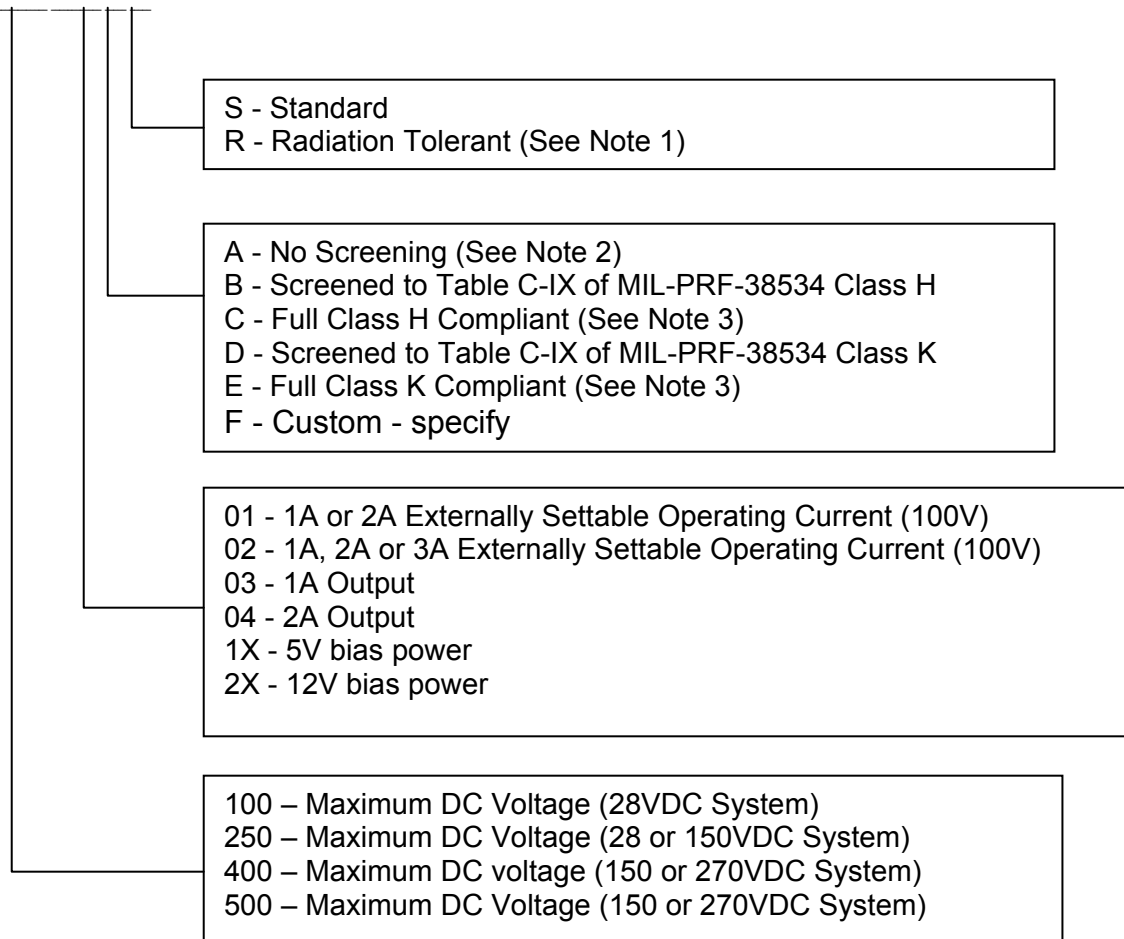 S - Standard
R - Radiation Tolerant (See Note 1)
A - No Screening (See Note 2)
B - Screened to Table C-IX of MIL-PRF-38534 Class H
C - Full Class H Compliant (See Note 3)
D - Screened to Table C-IX of MIL-PRF-38534 Class K
E - Full Class K Compliant (See Note 3)
F - Custom - specify
01 - 1A or 2A Externally Settable Operating Current (100V)
02 - 1A, 2A or 3A Externally Settable Operating Current (100V)
03 - 1A Output
04 - 2A Output
1X - 5V bias power
2X - 12V bias power
100 – Maximum DC Voltage (28VDC System)
250 – Maximum DC Voltage (28 or 150VDC System)
400 – Maximum DC voltage (150 or 270VDC System)
500 – Maximum DC Voltage (150 or 270VDC System)